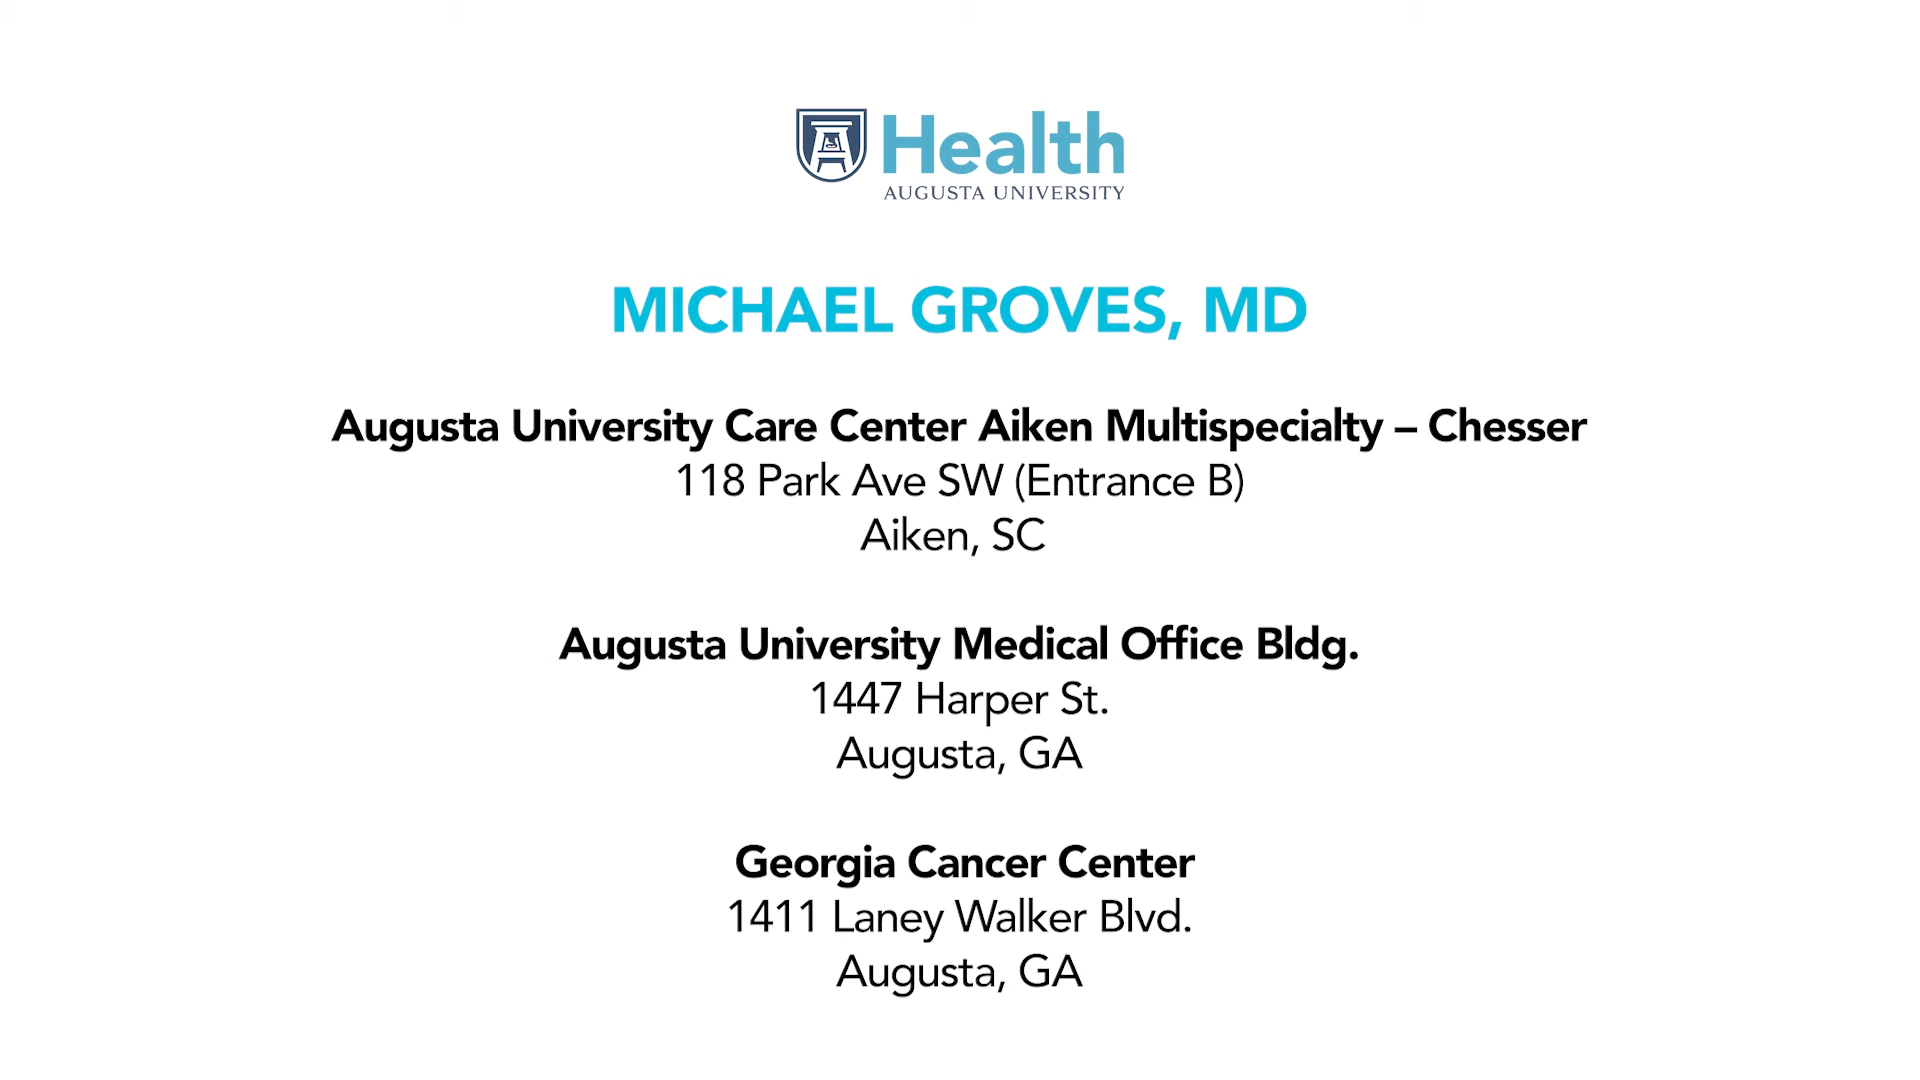 Health
AUGUSTA UNIVERSITY
MICHAEL GROVES, MD
Augusta University Care Center Aiken Multispecialty – Chesser
118 Park Ave SW (Entrance B)
Aiken, SC
Augusta University Medical Office Bldg.
1447 Harper St.
Augusta, GA
Georgia Cancer Center
1411 Laney Walker Blvd.
Augusta, GA